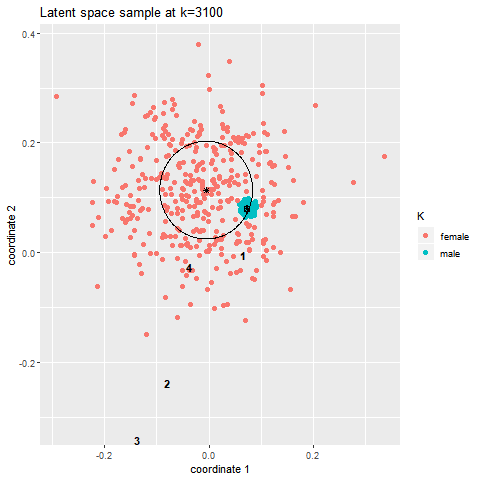 Latent space sample at k=3100
0.4
0.2
0.0
-0.2
coordinate 2
1
4
2
3
-0.2
0.0
0.2
coordinate 1
K
female
male